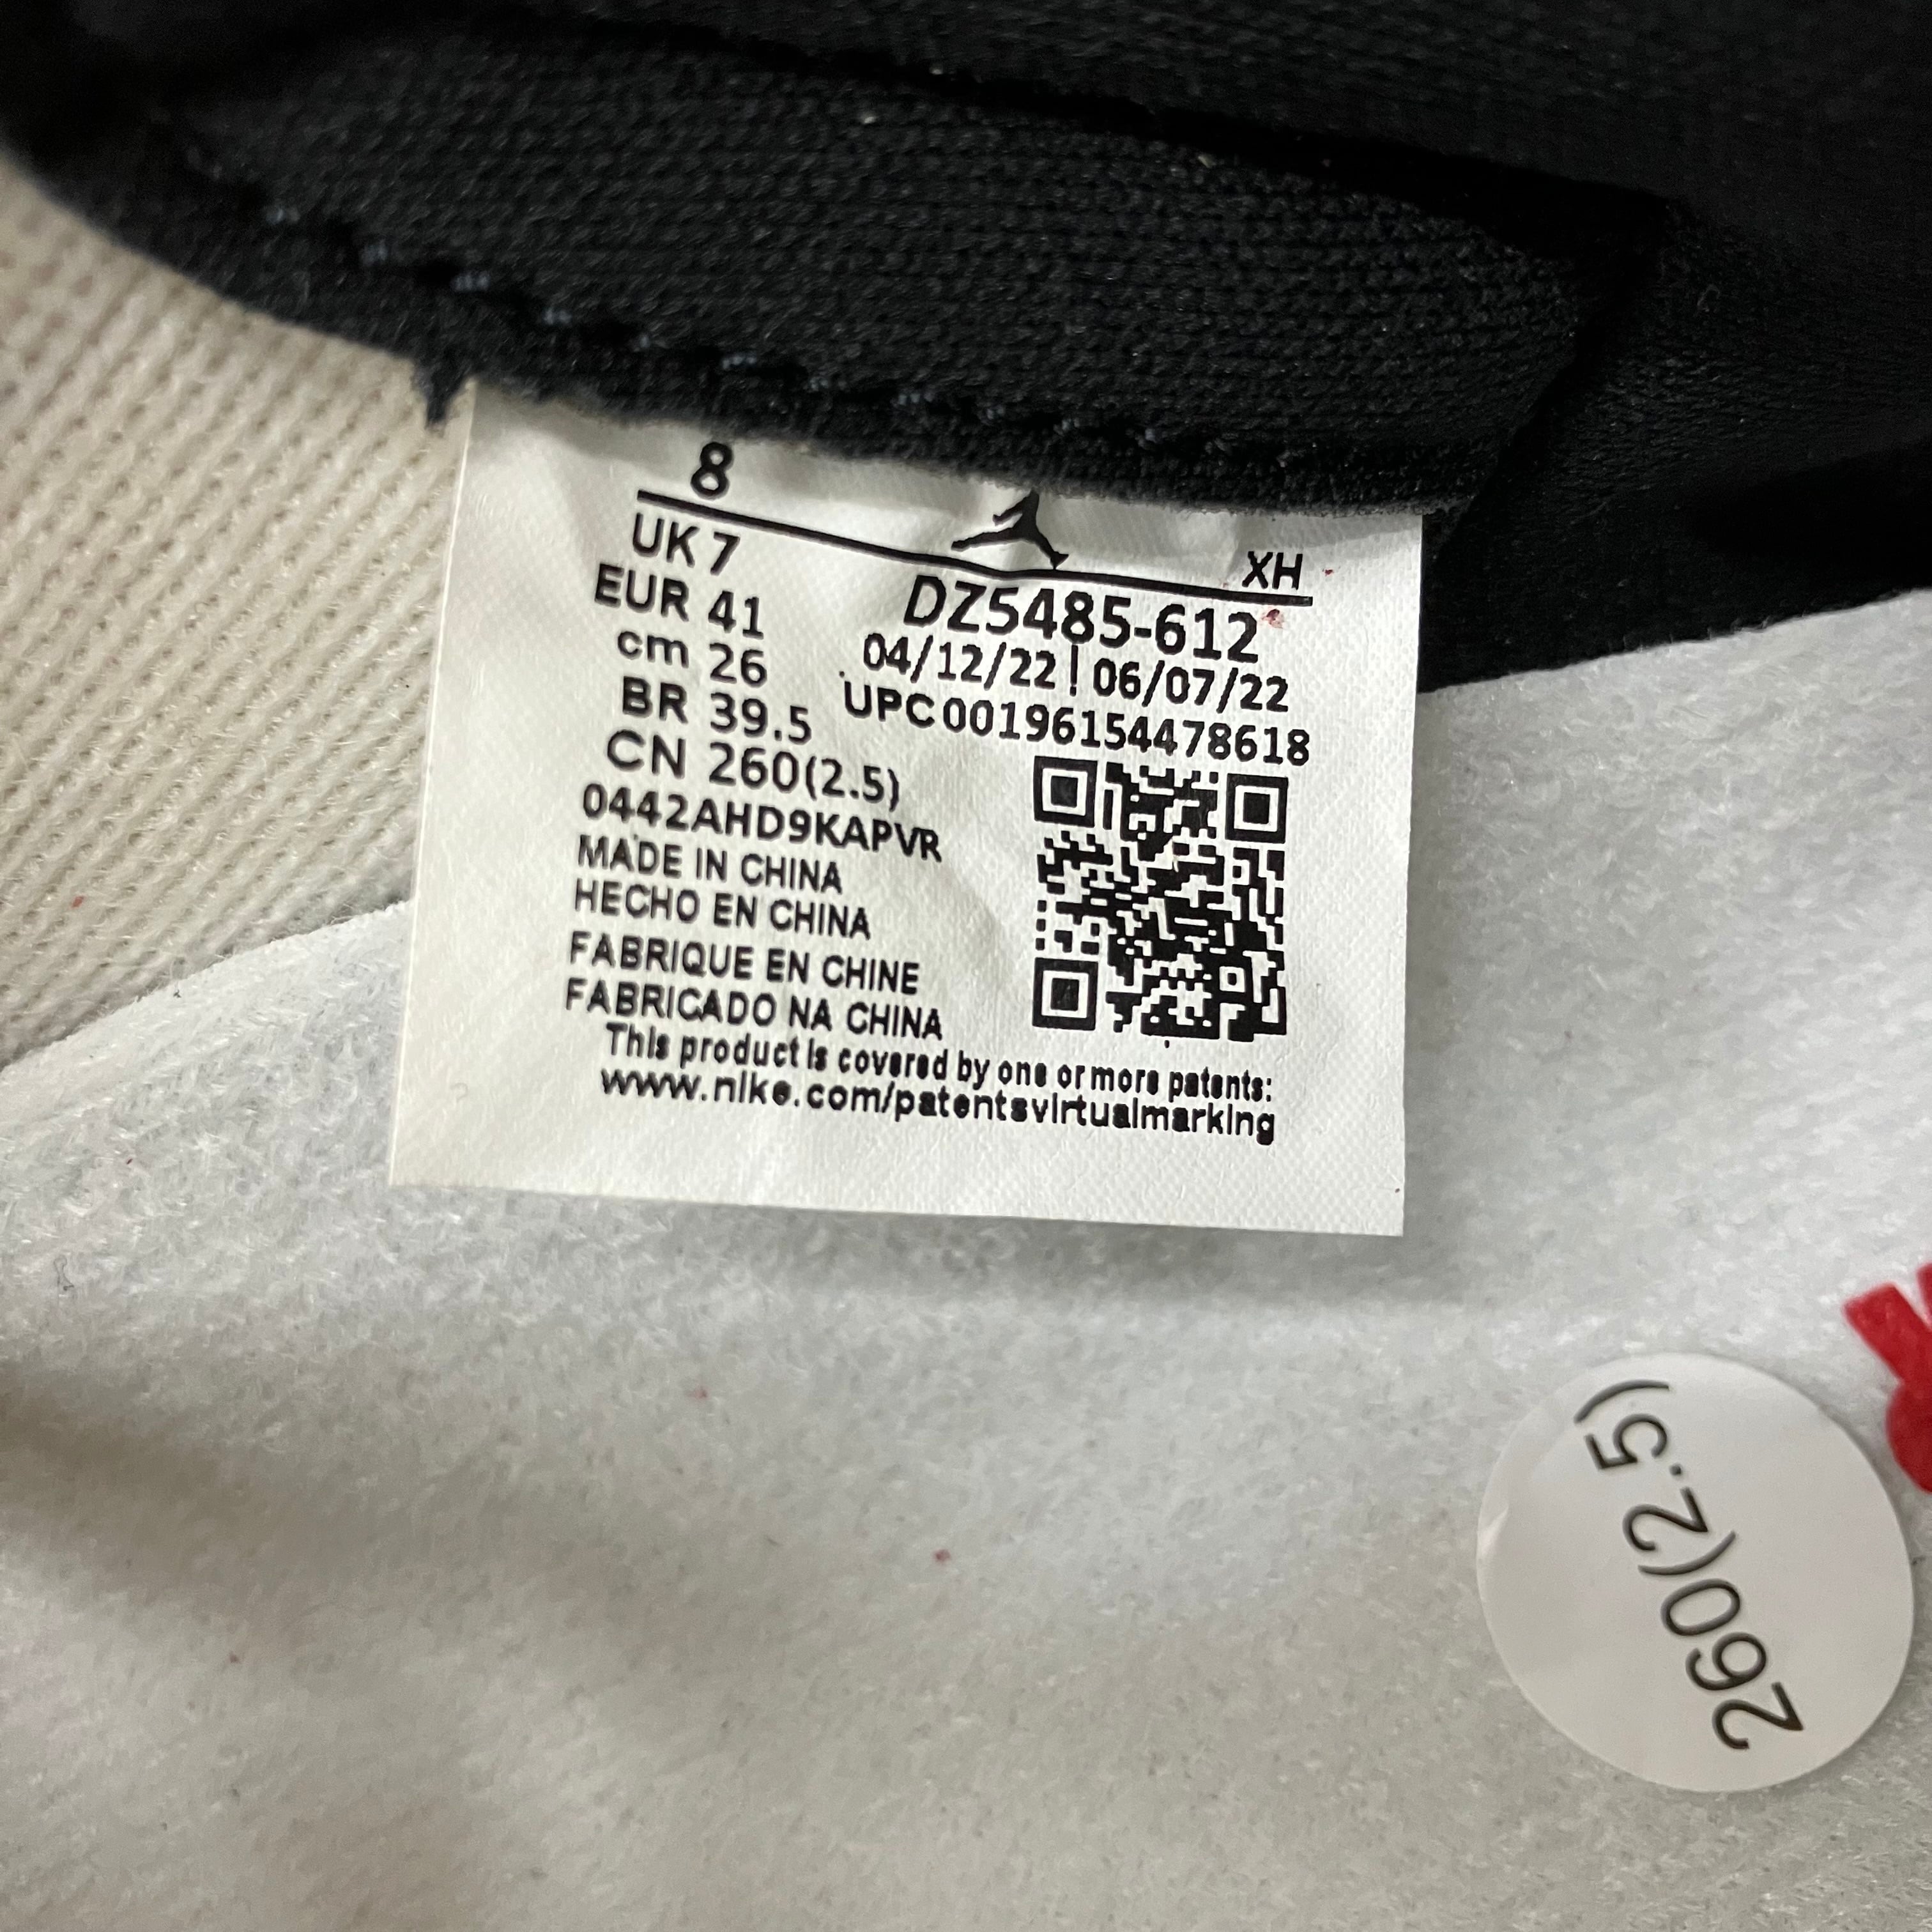 8
XH
UK 7
EUR 41
cm 26
BR 39.5
CN 260(2.5)
DZ5485-612
04/12/22 | 06/07/22
UPC00196154478618
0442AHD9KAPVR
MADE IN CHINA
HECHO EN CHINA
FABRIQUE EN CHINE
FABRICADO NA CHINA
This product is covered by one or more patents:
www.nike.com/patentsvirtualmarking
260(2.5)